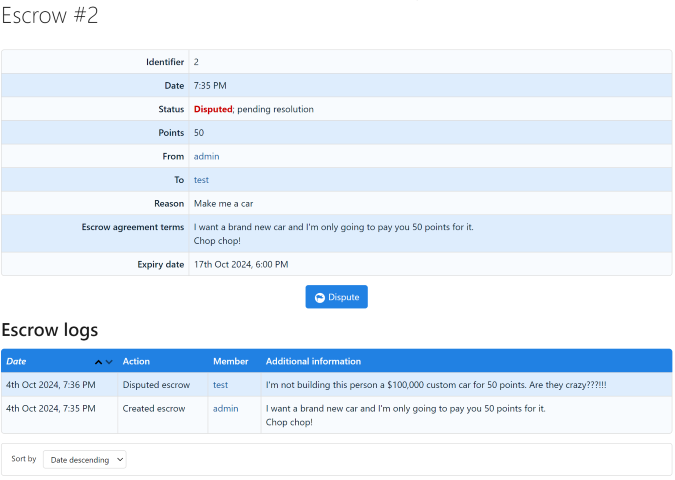 Escrow #2
Identifier 2
Date 7:35 PM
Status Disputed; pending resolution
Points 50
From admin
To test
Reason Make me a car
Escrow agreement terms I want a brand new car and I'm only going to pay you 50 points for it.
Chop chop!
Expiry date 17th Oct 2024, 6:00 PM
Dispute
Escrow logs
Date Action Member Additional information
4th Oct 2024, 7:36 PM Disputed escrow test I'm not building this person a $100,000 custom car for 50 points. Are they crazy???!!!
4th Oct 2024, 7:35 PM Created escrow admin I want a brand new car and I'm only going to pay you 50 points for it.
Chop chop!
Sort by Date descending